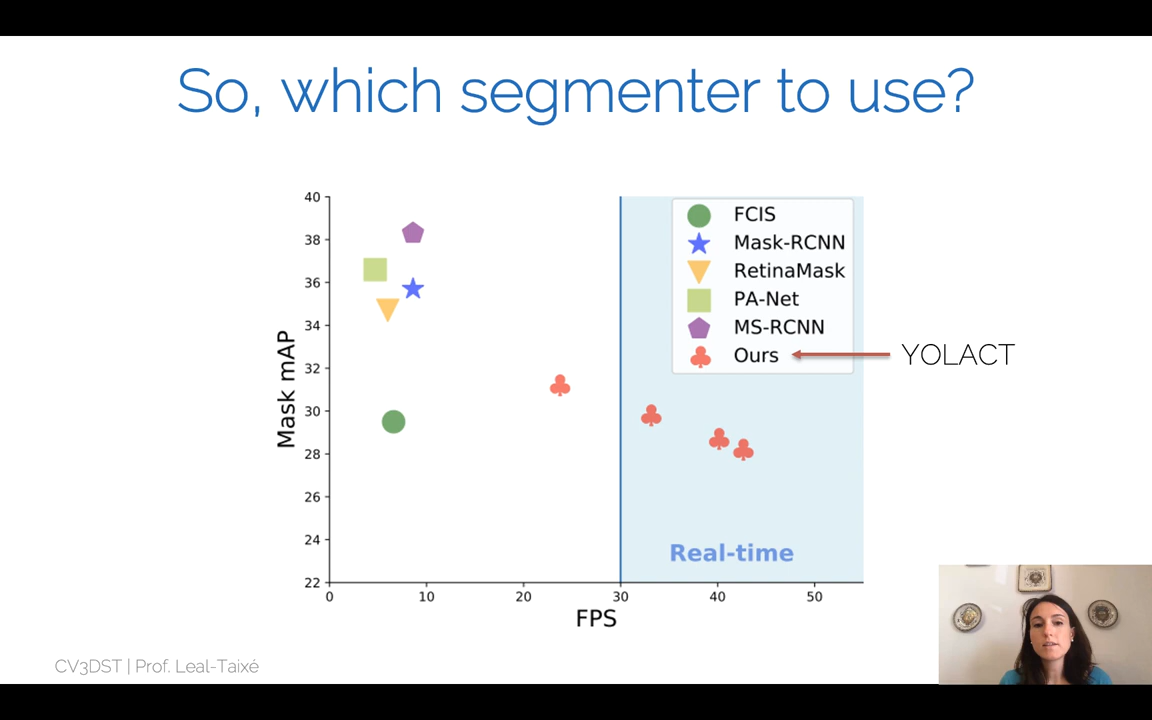 So, which segmenter to use?
40
38
36
34
32
30
28
26
24
22
Mask mAP
FCIS
Mask-RCNN
RetinaMask
PA-Net
MS-RCNN
Ours
YOLACT
Real-time
0 10 20 30 40 50
FPS
CV3DST | Prof. Leal-Taixé